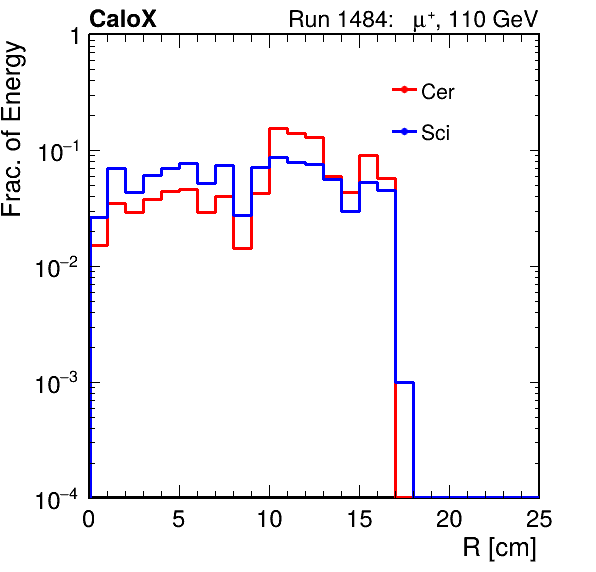 CaloX Run 1484: μ⁺, 110 GeV
Frac. of Energy
1
10⁻¹
10⁻²
10⁻³
10⁻⁴
Cer
Sci
0 5 10 15 20 25
R [cm]